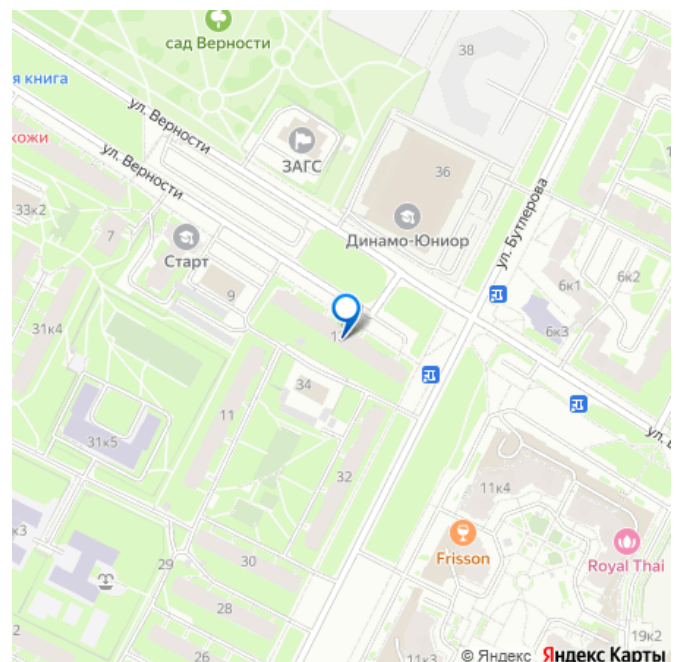 сад Верности
38
я книга
ул. Верности
кожи
ул. Верности
ЗАГС
36
33к2
7
Динамо-Юниор
ул. Бутлерова
Старт
9
6к1
6к2
6к3
31к4
34
11
31к5
32
11к4
Frisson
Royal Thai
к3
29
30
28
26
11к3
19к2
© Яндекс Яндекс Карты